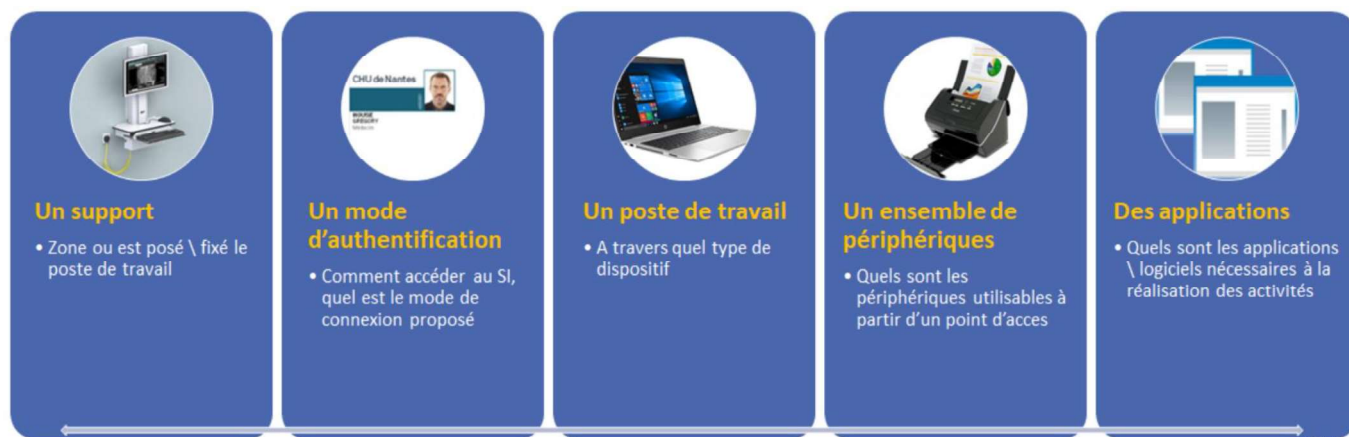 Un support
• Zone ou est posé \ fixé le
poste de travail
CHU de Nantes
HOUSE
GREGORY
Médecin
Un mode
d'authentification
• Comment accéder au SI,
quel est le mode de
connexion proposé
Un poste de travail
• A travers quel type de
dispositif
Un ensemble de
périphériques
• Quels sont les
périphériques utilisables à
partir d'un point d'acces
Des applications
• Quels sont les applications
\ logiciels nécessaires à la
réalisation des activités